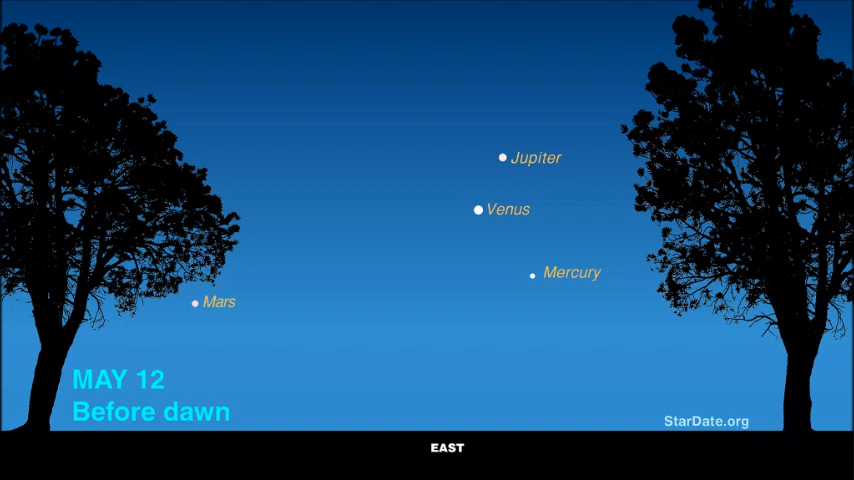 Jupiter
Venus
Mercury
Mars
MAY 12
Before dawn
StarDate.org
EAST